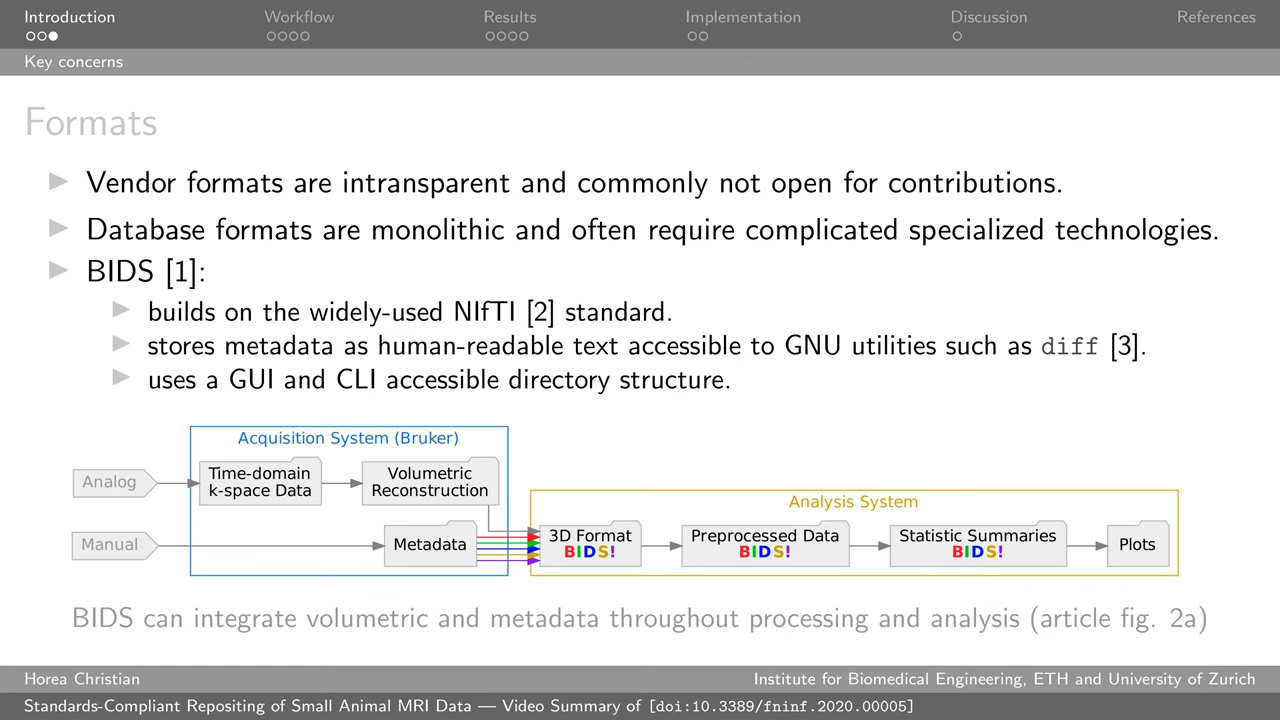 Introduction Workflow Results Implementation Discussion References
Key concerns
Formats
Vendor formats are intransparent and commonly not open for contributions.
Database formats are monolithic and often require complicated specialized technologies.
BIDS [1]:
builds on the widely-used NIfTI [2] standard.
stores metadata as human-readable text accessible to GNU utilities such as diff [3].
uses a GUI and CLI accessible directory structure.
Acquisition System (Bruker)
Analog
Time-domain
k-space Data
Volumetric
Reconstruction
Manual
Metadata
Analysis System
3D Format
BIDS!
Preprocessed Data
BIDS!
Statistic Summaries
BIDS!
Plots
BIDS can integrate volumetric and metadata throughout processing and analysis (article fig. 2a)
Horea Christian Institute for Biomedical Engineering, ETH and University of Zurich
Standards-Compliant Repositing of Small Animal MRI Data — Video Summary of [doi:10.3389/fninf.2020.00005]